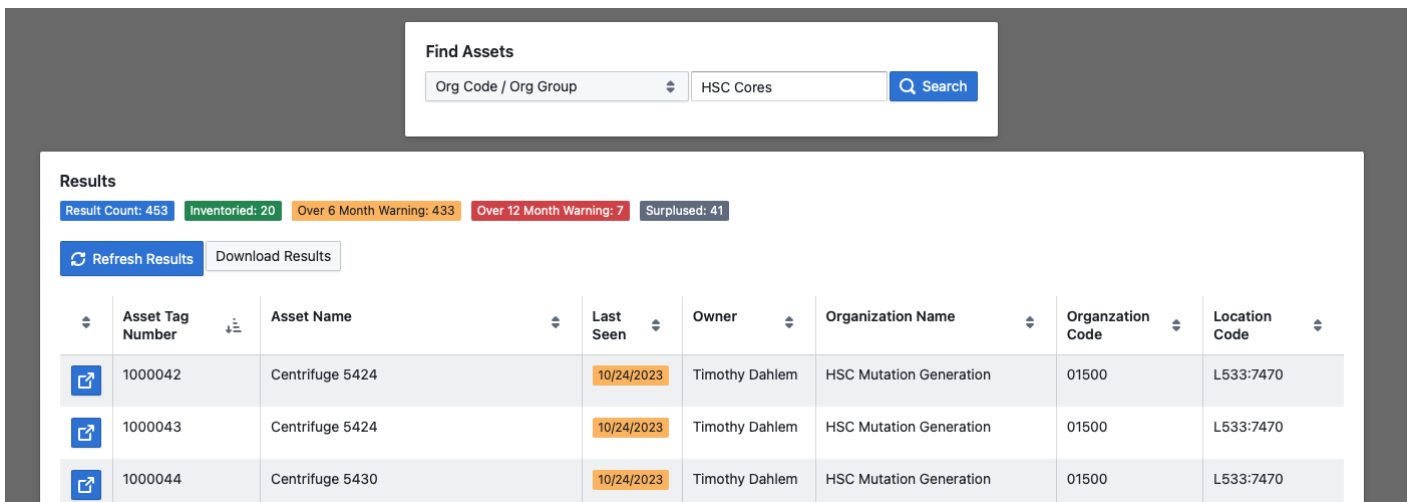 Find Assets
Org Code / Org Group HSC Cores Search
Results
Result Count: 453 Inventoried: 20 Over 6 Month Warning: 433 Over 12 Month Warning: 7 Surplused: 41
Refresh Results Download Results
Asset Tag Number Asset Name Last Seen Owner Organization Name Organzation Code Location Code
1000042 Centrifuge 5424 10/24/2023 Timothy Dahlem HSC Mutation Generation 01500 L533:7470
1000043 Centrifuge 5424 10/24/2023 Timothy Dahlem HSC Mutation Generation 01500 L533:7470
1000044 Centrifuge 5430 10/24/2023 Timothy Dahlem HSC Mutation Generation 01500 L533:7470